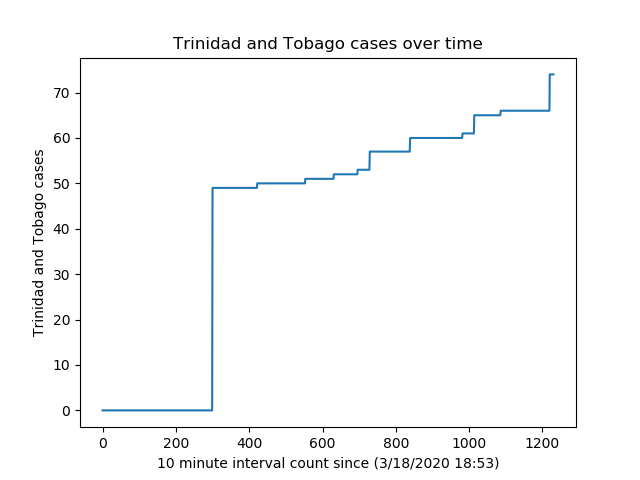 Trinidad and Tobago cases over time
Trinidad and Tobago cases
70
60
50
40
30
20
10
0
0 200 400 600 800 1000 1200
10 minute interval count since (3/18/2020 18:53)